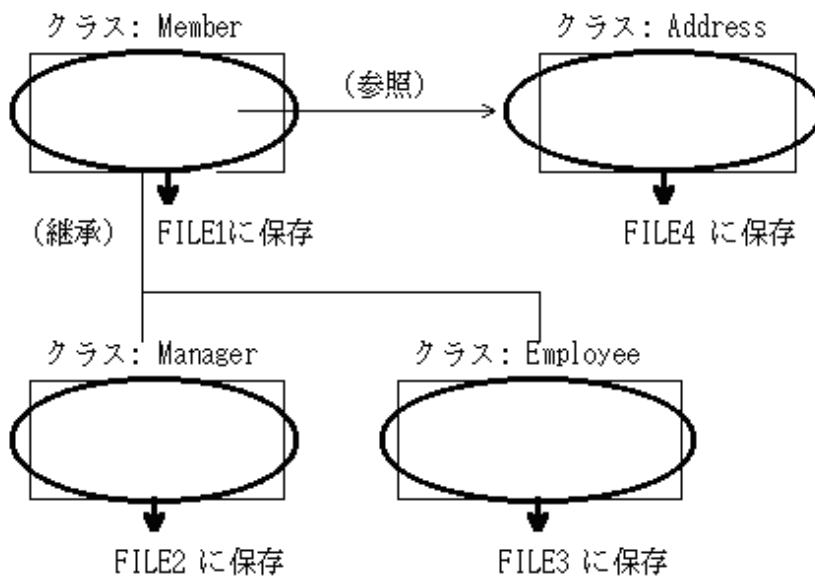 クラス: Member
クラス: Address
(参照)
(継承)
FILE1に保存
FILE4 に保存
クラス: Manager
クラス: Employee
FILE2 に保存
FILE3 に保存